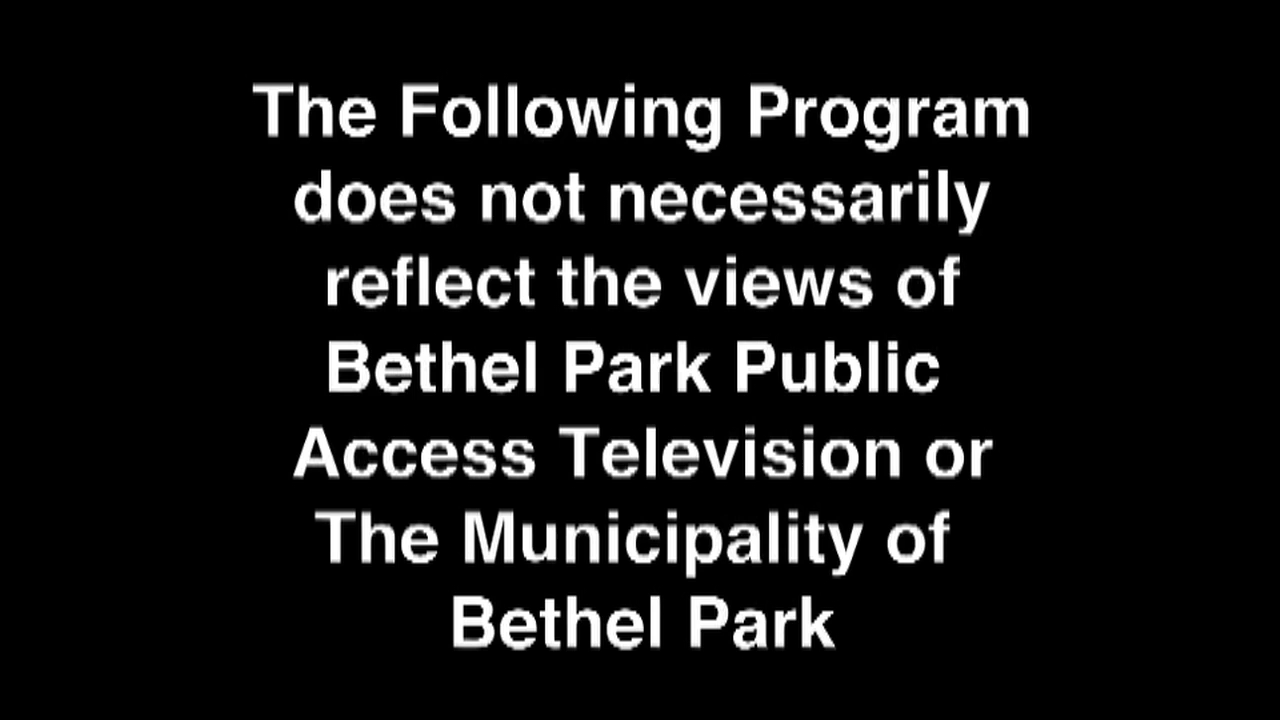 The Following Program
does not necessarily
reflect the views of
Bethel Park Public
Access Television or
The Municipality of
Bethel Park